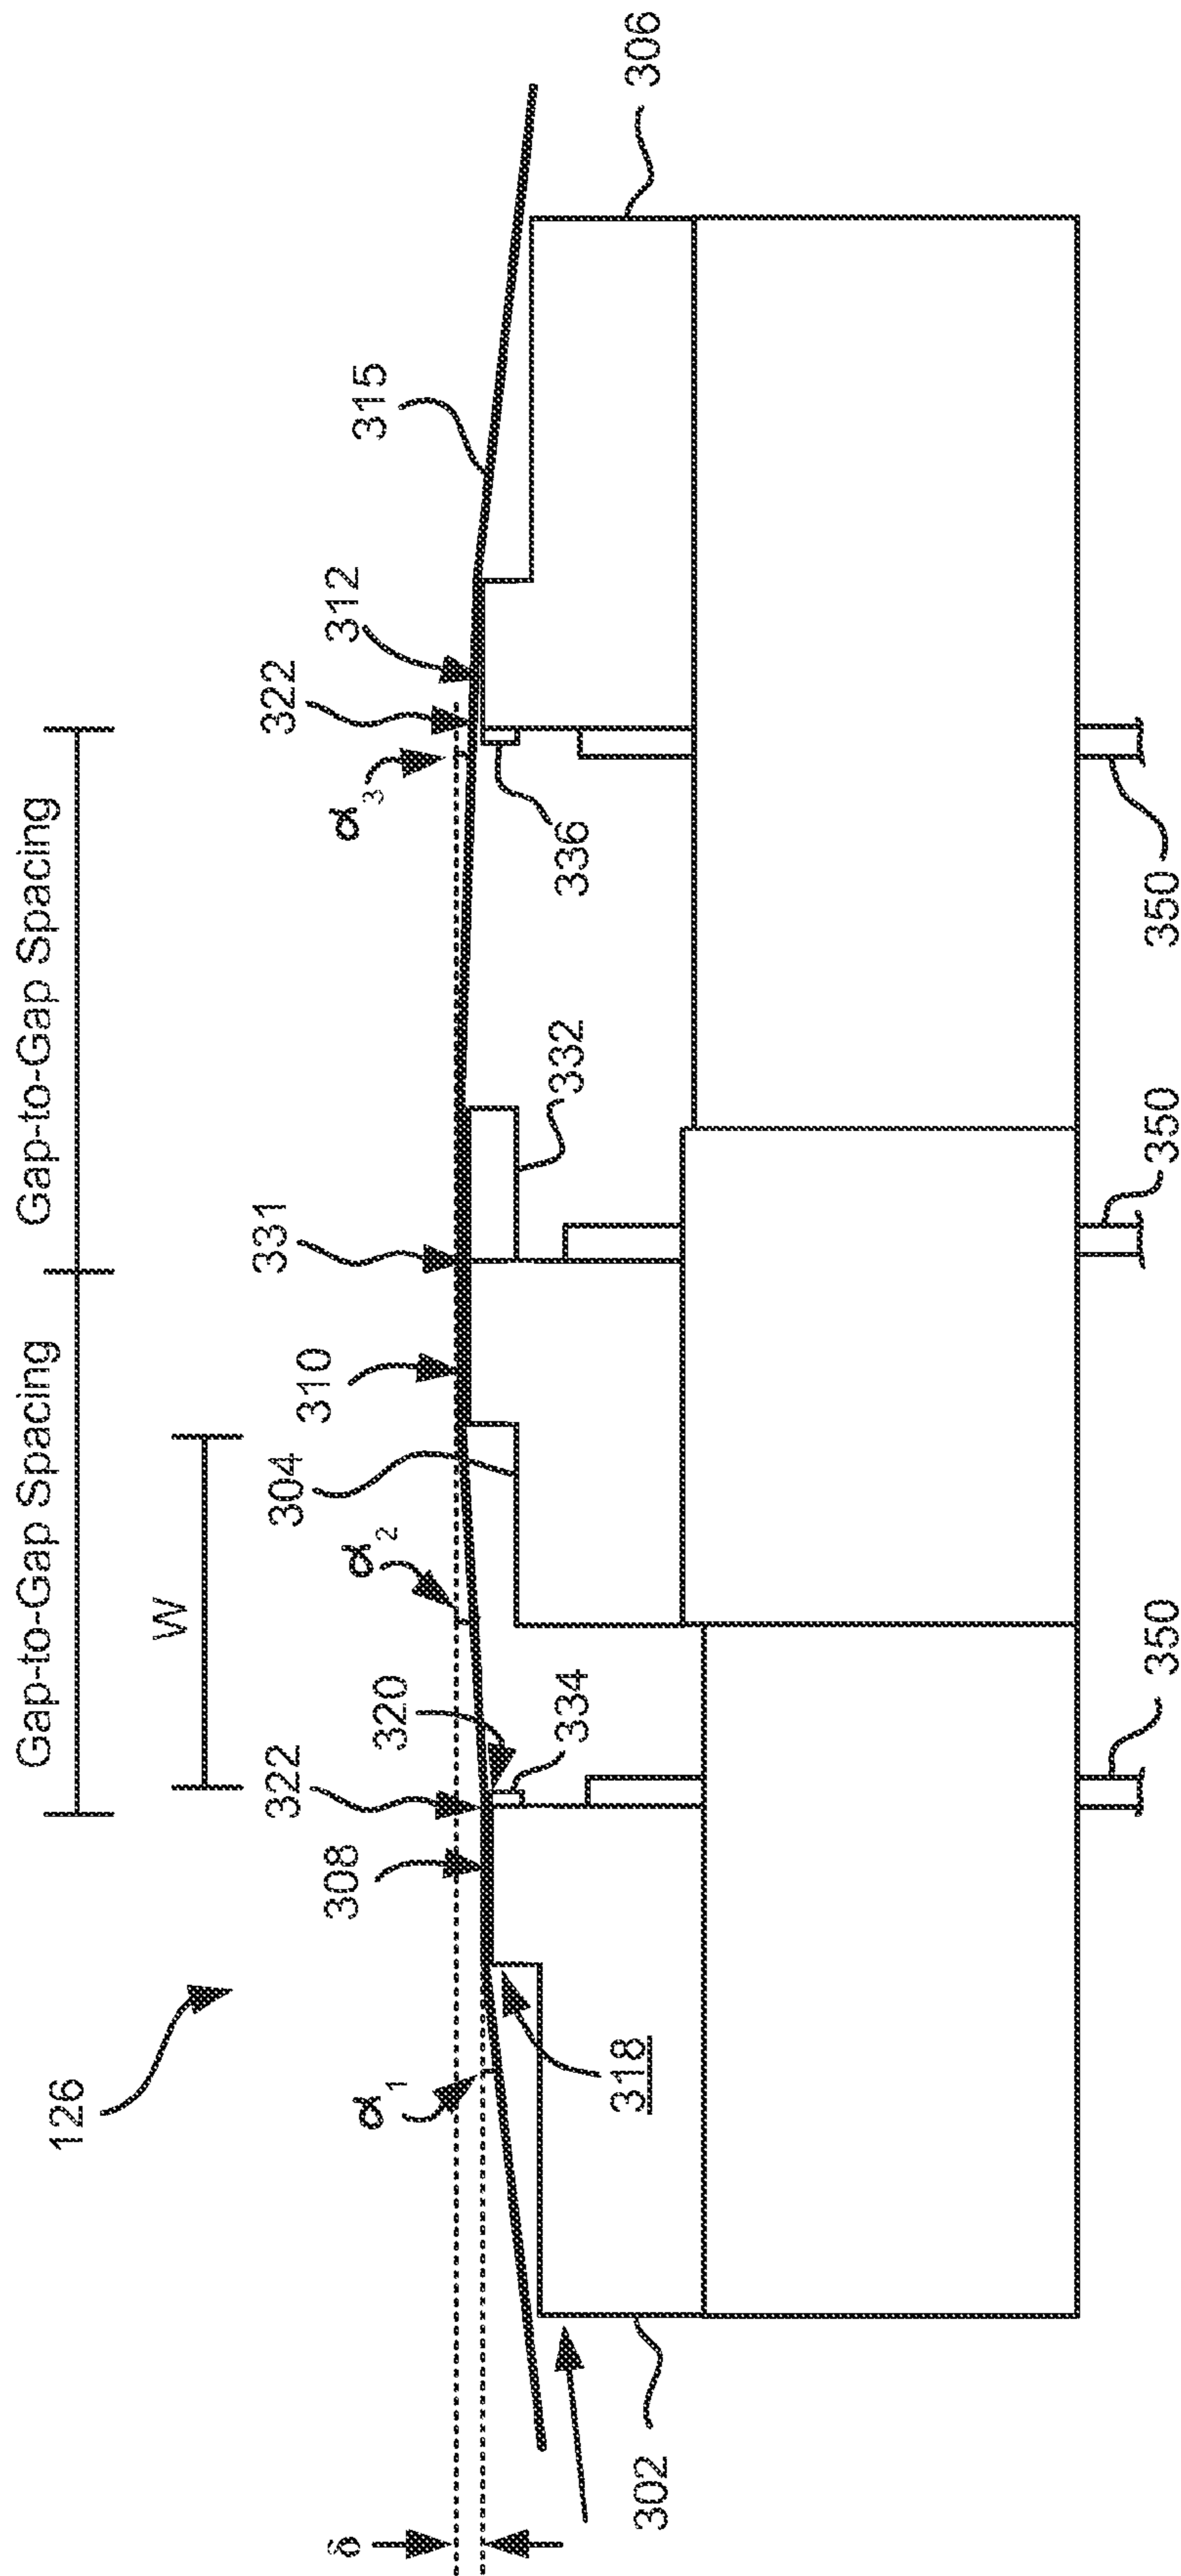 Gap-to-Gap Spacing
Gap-to-Gap Spacing
W
126
δ
α1
308
322
320
334
α2
304
310
331
332
α3
322
312
315
336
306
318
302
350
350
350